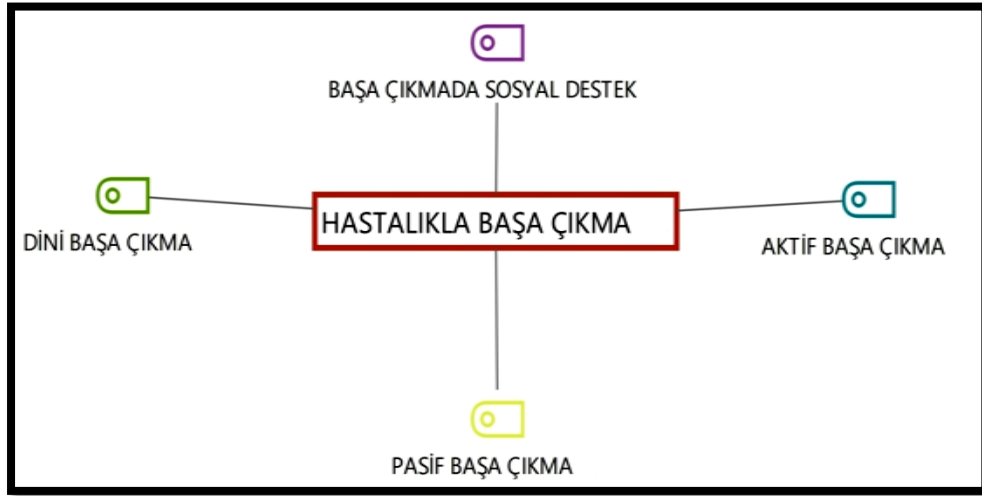 BAŞA ÇIKMADA SOSYAL DESTEK
DİNİ BAŞA ÇIKMA
HASTALIKLA BAŞA ÇIKMA
AKTİF BAŞA ÇIKMA
PASİF BAŞA ÇIKMA